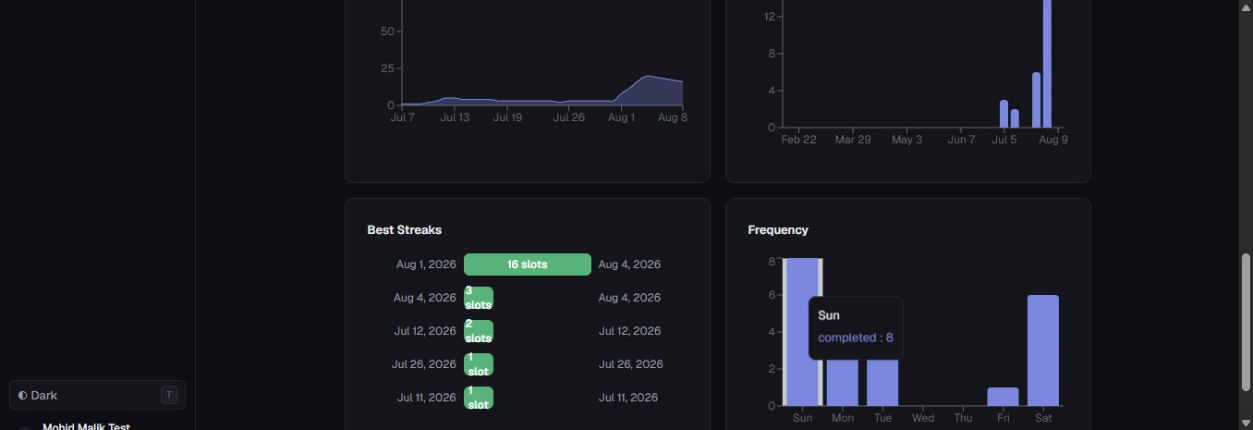 50
25
0
Jul 7 Jul 13 Jul 19 Jul 26 Aug 1 Aug 8
12
8
4
0
Feb 22 Mar 29 May 3 Jun 7 Jul 5 Aug 9
Best Streaks
Aug 1, 2026 16 slots Aug 4, 2026
Aug 4, 2026 3 slots Aug 4, 2026
Jul 12, 2026 2 slots Jul 12, 2026
Jul 26, 2026 1 slot Jul 26, 2026
Jul 11, 2026 1 slot Jul 11, 2026
Frequency
8
6
4
2
0
Sun
completed : 8
Sun Mon Tue Wed Thu Fri Sat
Dark T
Mohid Malik Test